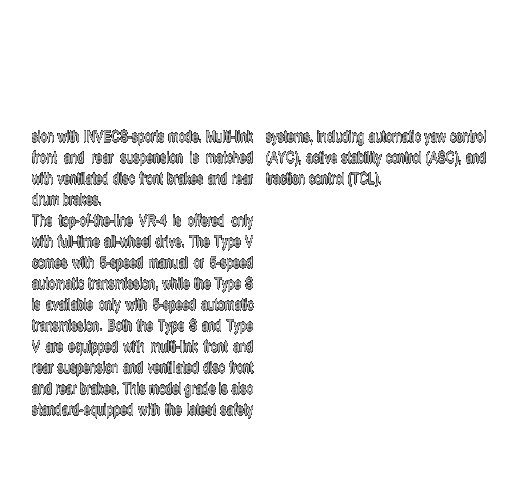 sion with INVECS-sports mode. Multi-link
front and rear suspension is matched
with ventilated disc front brakes and rear
drum brakes.
The top-of-the-line VR-4 is offered only
with full-time all-wheel drive. The Type V
comes with 5-speed manual or 5-speed
automatic transmission, while the Type S
is available only with 5-speed automatic
transmission. Both the Type S and Type
V are equipped with multi-link front and
rear suspension and ventilated disc front
and rear brakes. This model grade is also
standard-equipped with the latest safety
systems, including automatic yaw control
(AYC), active stability control (ASC), and
traction control (TCL).